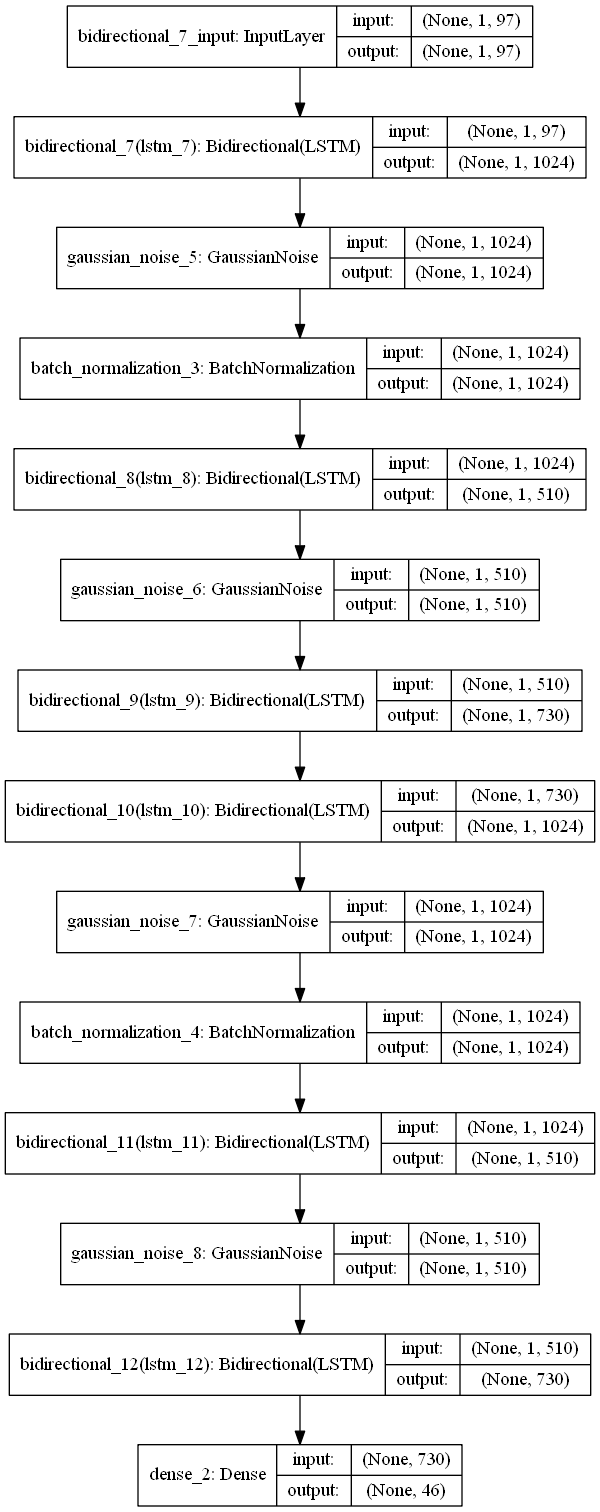 bidirectional_7_input: InputLayer
input: (None, 1, 97)
output: (None, 1, 97)
bidirectional_7(lstm_7): Bidirectional(LSTM)
input: (None, 1, 97)
output: (None, 1, 1024)
gaussian_noise_5: GaussianNoise
input: (None, 1, 1024)
output: (None, 1, 1024)
batch_normalization_3: BatchNormalization
input: (None, 1, 1024)
output: (None, 1, 1024)
bidirectional_8(lstm_8): Bidirectional(LSTM)
input: (None, 1, 1024)
output: (None, 1, 510)
gaussian_noise_6: GaussianNoise
input: (None, 1, 510)
output: (None, 1, 510)
bidirectional_9(lstm_9): Bidirectional(LSTM)
input: (None, 1, 510)
output: (None, 1, 730)
bidirectional_10(lstm_10): Bidirectional(LSTM)
input: (None, 1, 730)
output: (None, 1, 1024)
gaussian_noise_7: GaussianNoise
input: (None, 1, 1024)
output: (None, 1, 1024)
batch_normalization_4: BatchNormalization
input: (None, 1, 1024)
output: (None, 1, 1024)
bidirectional_11(lstm_11): Bidirectional(LSTM)
input: (None, 1, 1024)
output: (None, 1, 510)
gaussian_noise_8: GaussianNoise
input: (None, 1, 510)
output: (None, 1, 510)
bidirectional_12(lstm_12): Bidirectional(LSTM)
input: (None, 1, 510)
output: (None, 730)
dense_2: Dense
input: (None, 730)
output: (None, 46)